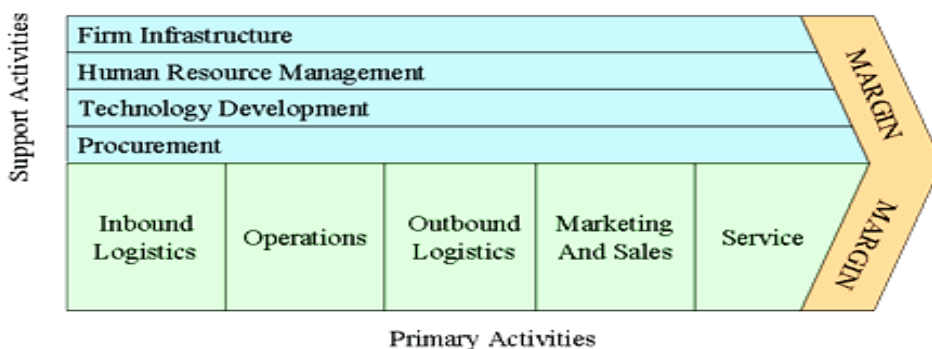 Support Activities
Firm Infrastructure
Human Resource Management
Technology Development
Procurement
MARGIN
Inbound
Logistics
Operations
Outbound
Logistics
Marketing
And Sales
Service
MARGIN
Primary Activities